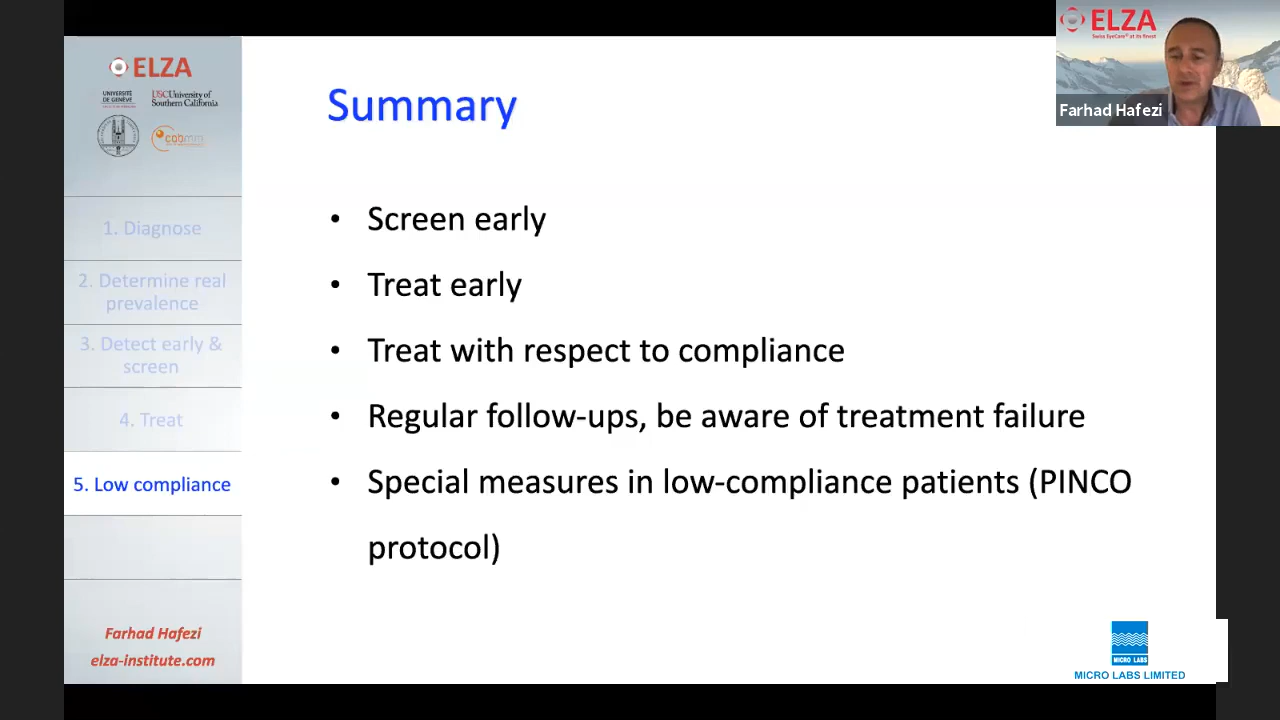 ELZA
UNIVERSITÉ
DE GENÈVE
USC University of
Southern California
cabmm
1. Diagnose
2. Determine real
prevalence
3. Detect early &
screen
4. Treat
5. Low compliance
Farhad Hafezi
elza-institute.com
Summary
• Screen early
• Treat early
• Treat with respect to compliance
• Regular follow-ups, be aware of treatment failure
• Special measures in low-compliance patients (PINCO
protocol)
ELZA
Swiss EyeCare® at its finest
Farhad Hafezi
MICRO LABS
MICRO LABS LIMITED